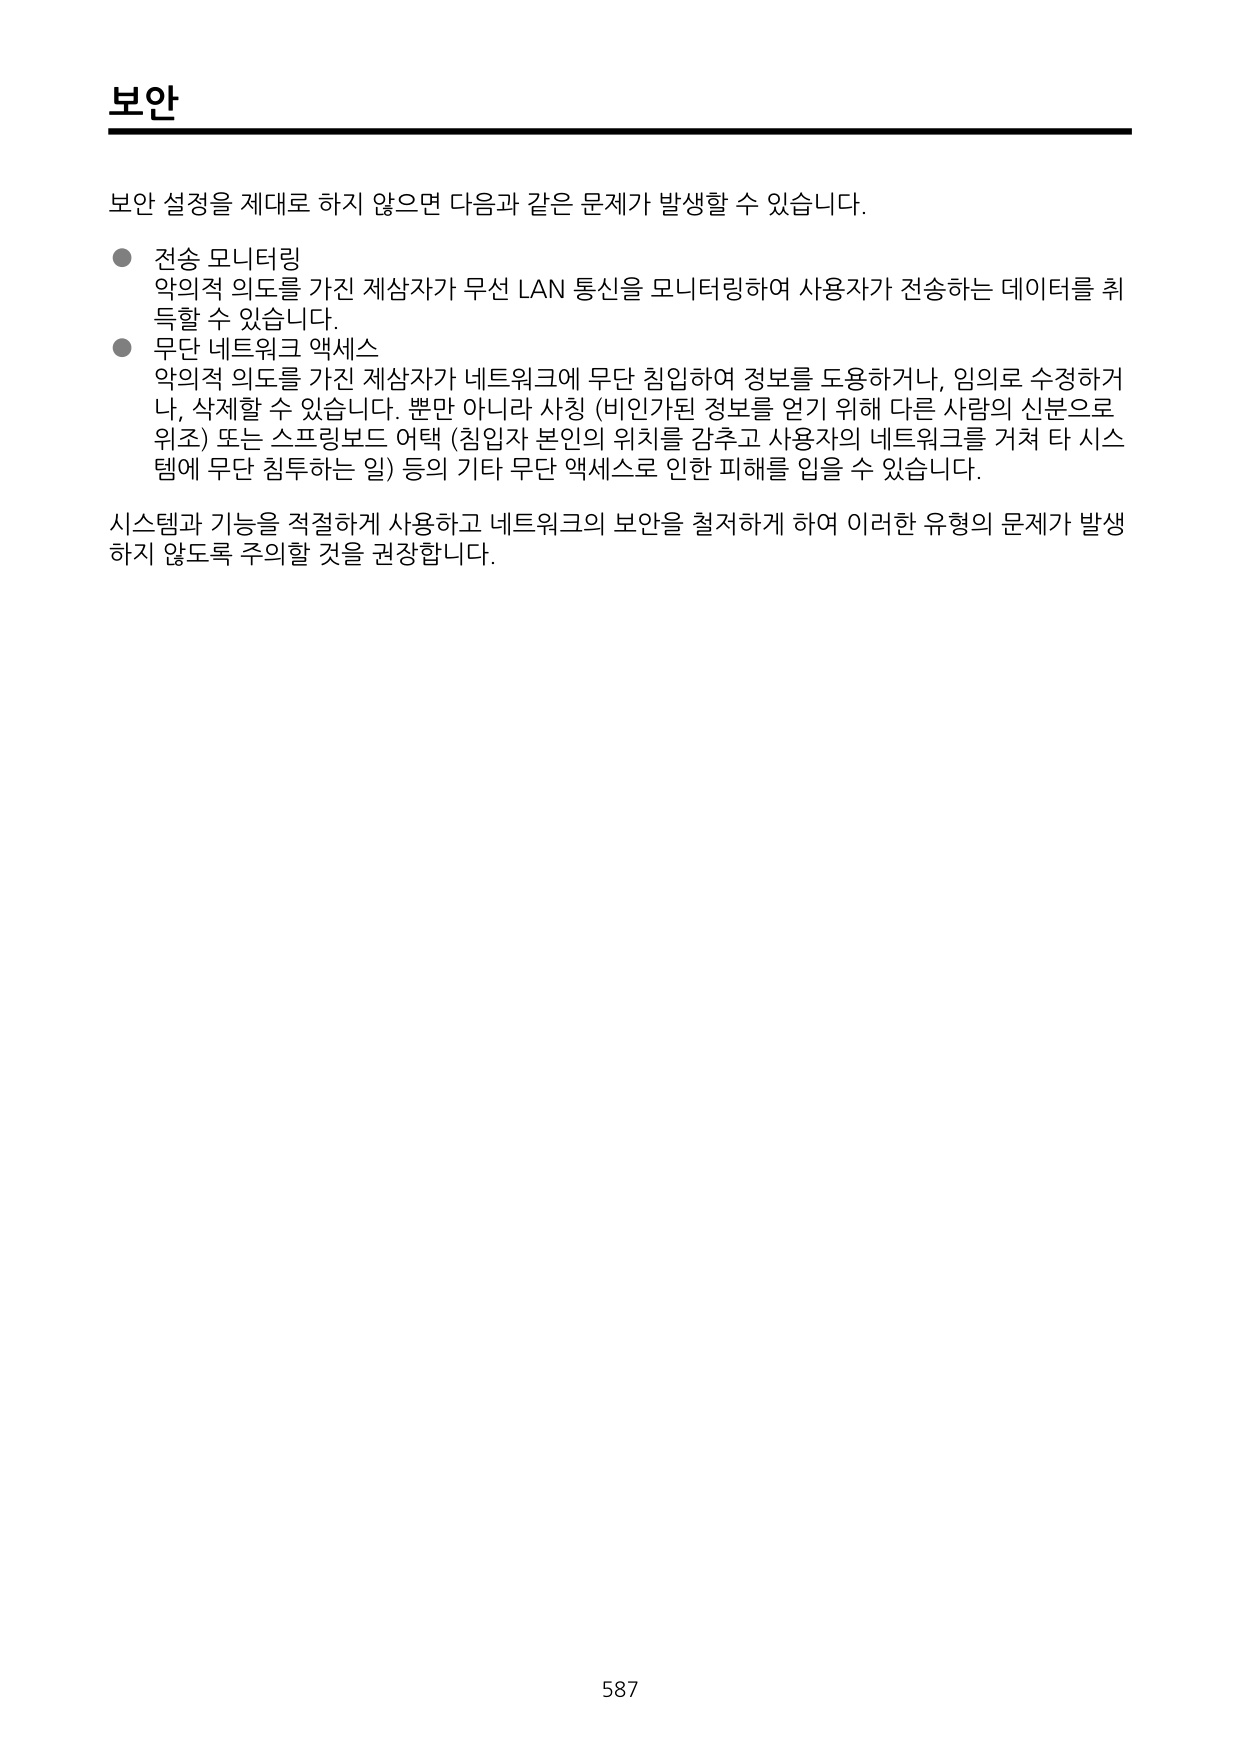 보안
보안 설정을 제대로 하지 않으면 다음과 같은 문제가 발생할 수 있습니다.
● 전송 모니터링
악의적 의도를 가진 제삼자가 무선 LAN 통신을 모니터링하여 사용자가 전송하는 데이터를 취
득할 수 있습니다.
● 무단 네트워크 액세스
악의적 의도를 가진 제삼자가 네트워크에 무단 침입하여 정보를 도용하거나, 임의로 수정하거
나, 삭제할 수 있습니다. 뿐만 아니라 사칭 (비인가된 정보를 얻기 위해 다른 사람의 신분으로
위조) 또는 스프링보드 어택 (침입자 본인의 위치를 감추고 사용자의 네트워크를 거쳐 타 시스
템에 무단 침투하는 일) 등의 기타 무단 액세스로 인한 피해를 입을 수 있습니다.
시스템과 기능을 적절하게 사용하고 네트워크의 보안을 철저하게 하여 이러한 유형의 문제가 발생
하지 않도록 주의할 것을 권장합니다.
587